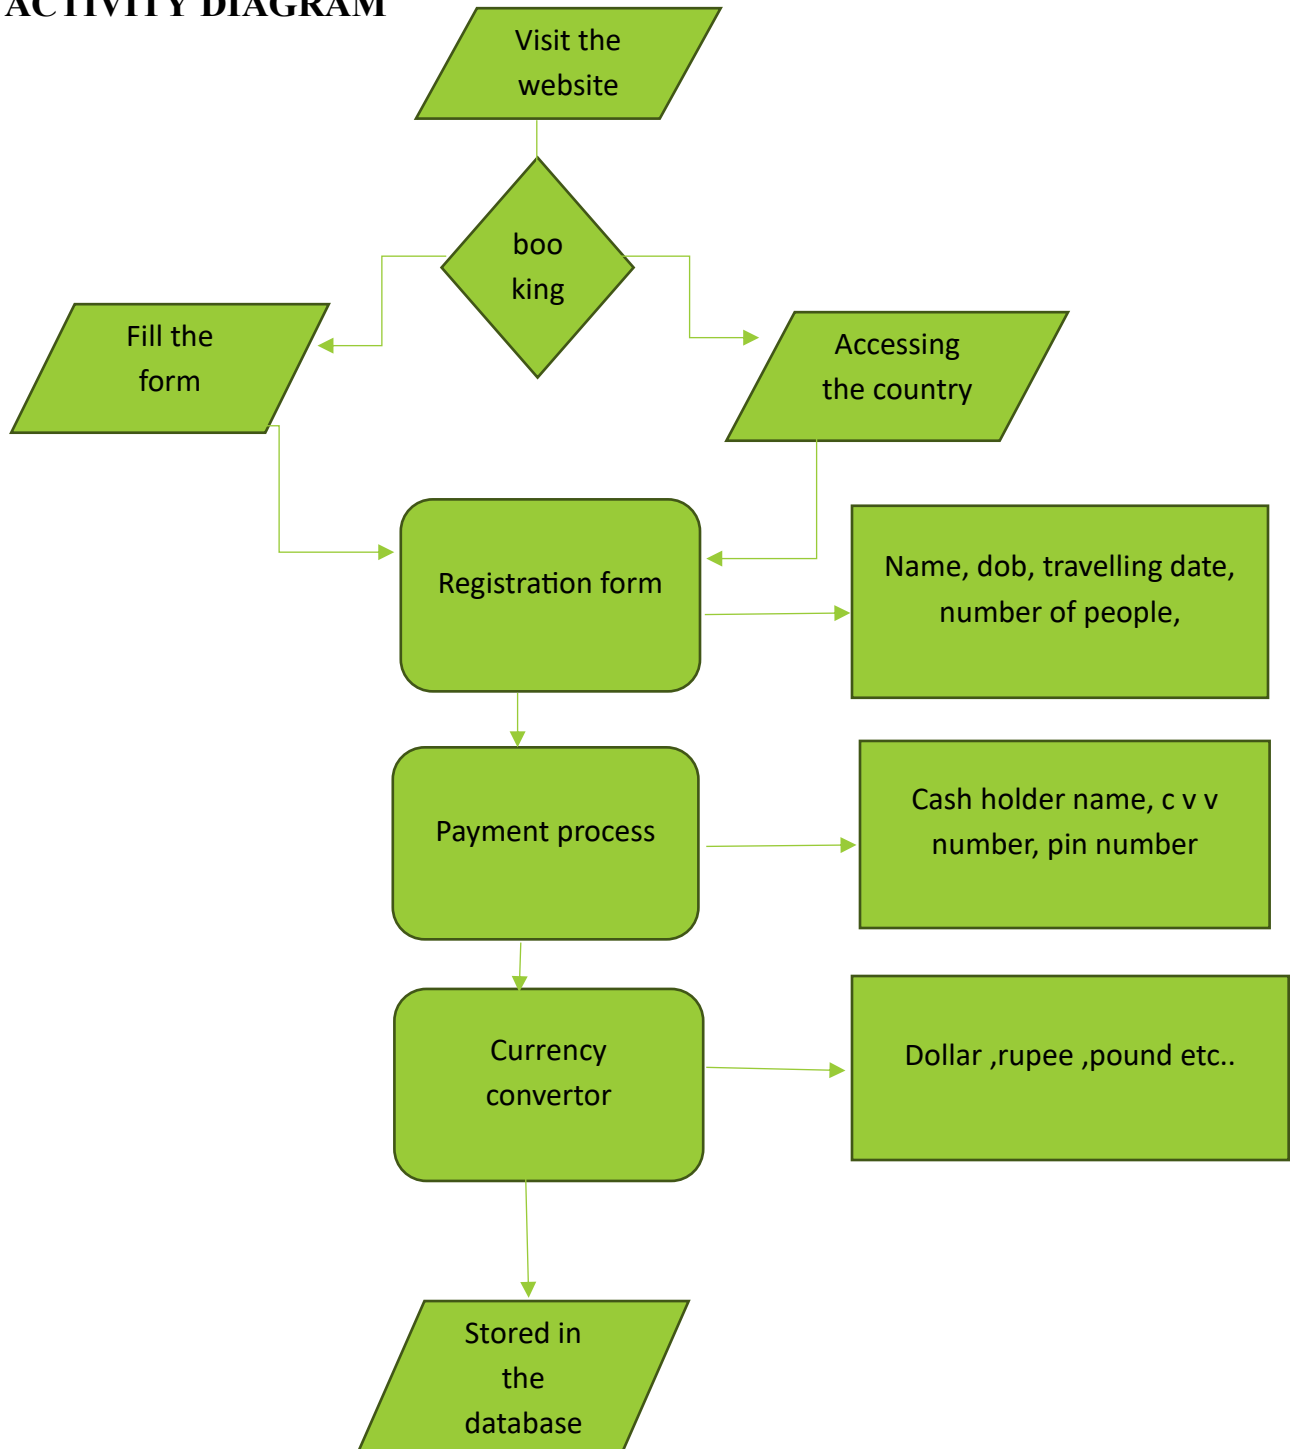 ACTIVITY DIAGRAM
Visit the
website
boo
king
Fill the
form
Accessing
the country
Registration form
Name, dob, travelling date,
number of people,
Payment process
Cash holder name, c v v
number, pin number
Currency
convertor
Dollar ,rupee ,pound etc..
Stored in
the
database